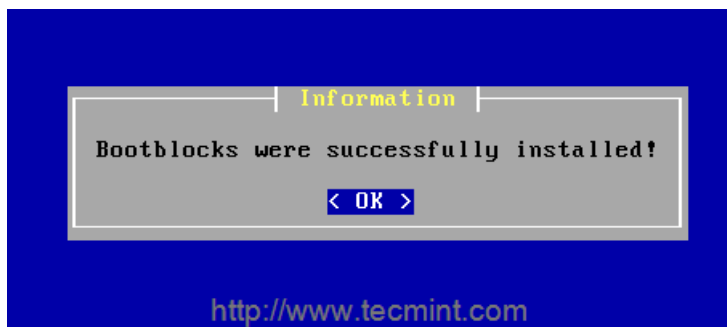 Information
Bootblocks were successfully installed!
< OK >
http://www.tecmint.com